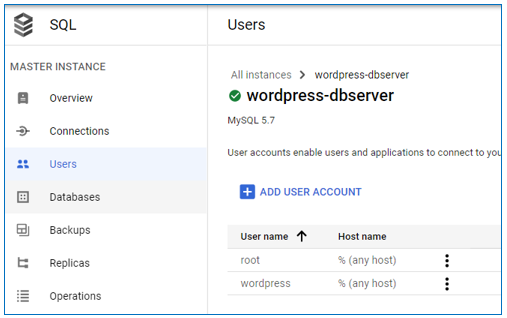 SQL
MASTER INSTANCE
Overview
Connections
Users
Databases
Backups
Replicas
Operations
Users
All instances wordpress-dbserver
wordpress-dbserver
MySQL 5.7
User accounts enable users and applications to connect to you
ADD USER ACCOUNT
User name Host name
root % (any host)
wordpress % (any host)